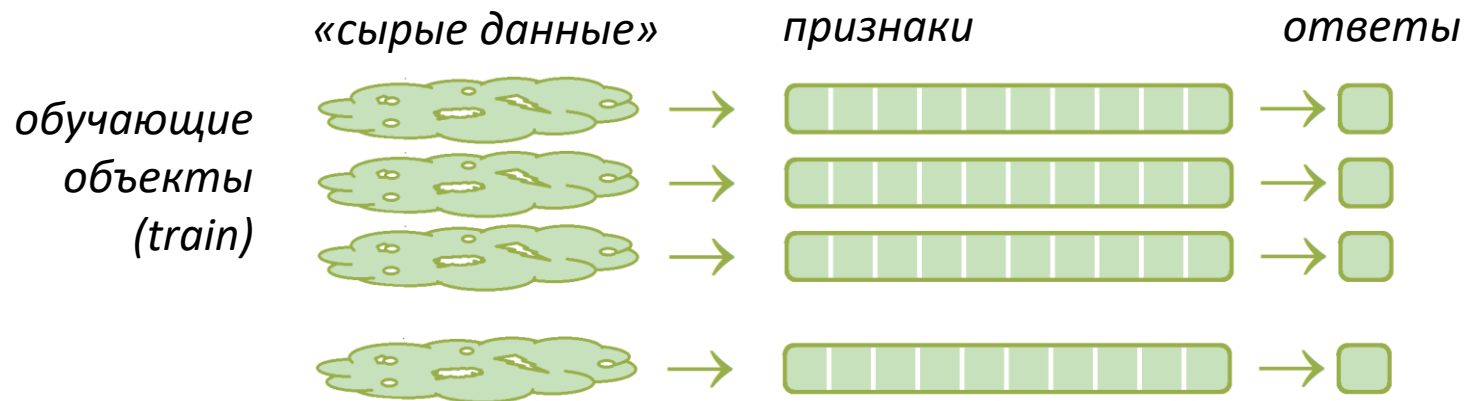 «сырые данные»
признаки
ответы
обучающие
объекты
(train)